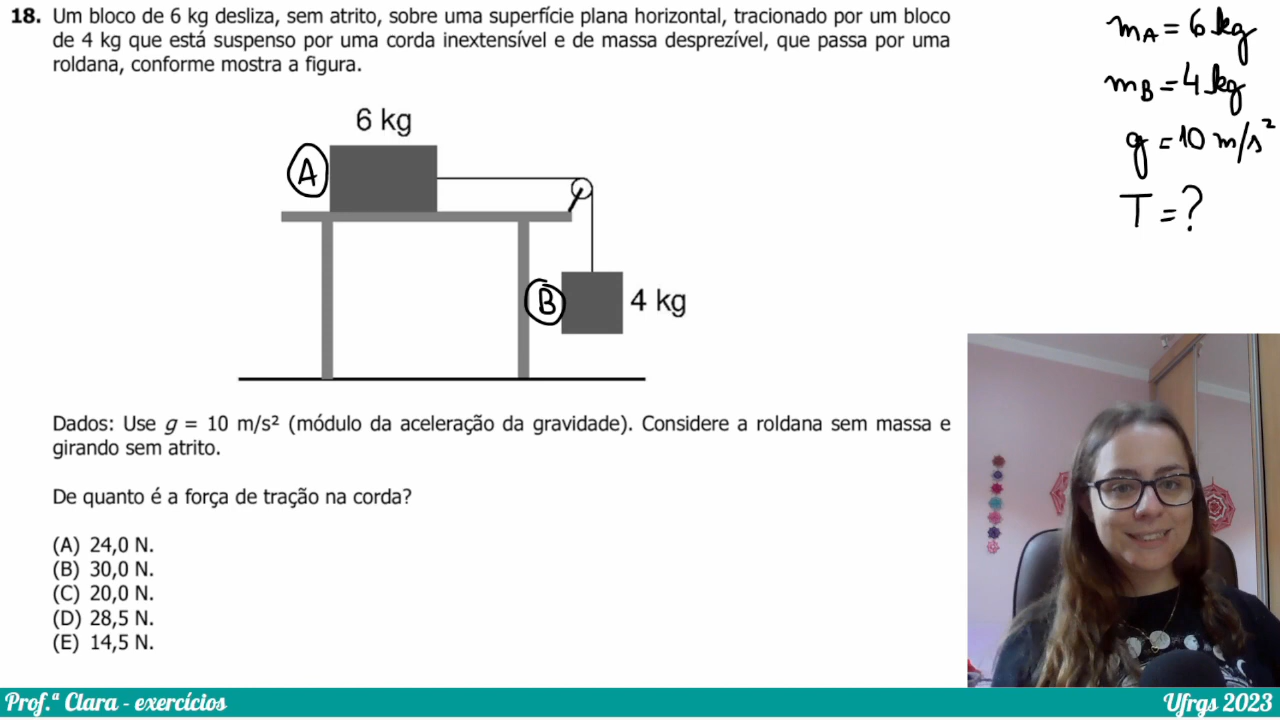 18. Um bloco de 6 kg desliza, sem atrito, sobre uma superfície plana horizontal, tracionado por um bloco
de 4 kg que está suspenso por uma corda inextensível e de massa desprezível, que passa por uma
roldana, conforme mostra a figura.
mA = 6 kg
mB = 4 kg
g = 10 m/s²
T = ?
6 kg
A
B
4 kg
Dados: Use g = 10 m/s² (módulo da aceleração da gravidade). Considere a roldana sem massa e
girando sem atrito.
De quanto é a força de tração na corda?
(A) 24,0 N.
(B) 30,0 N.
(C) 20,0 N.
(D) 28,5 N.
(E) 14,5 N.
Prof.ª Clara - exercícios
Ufrgs 2023